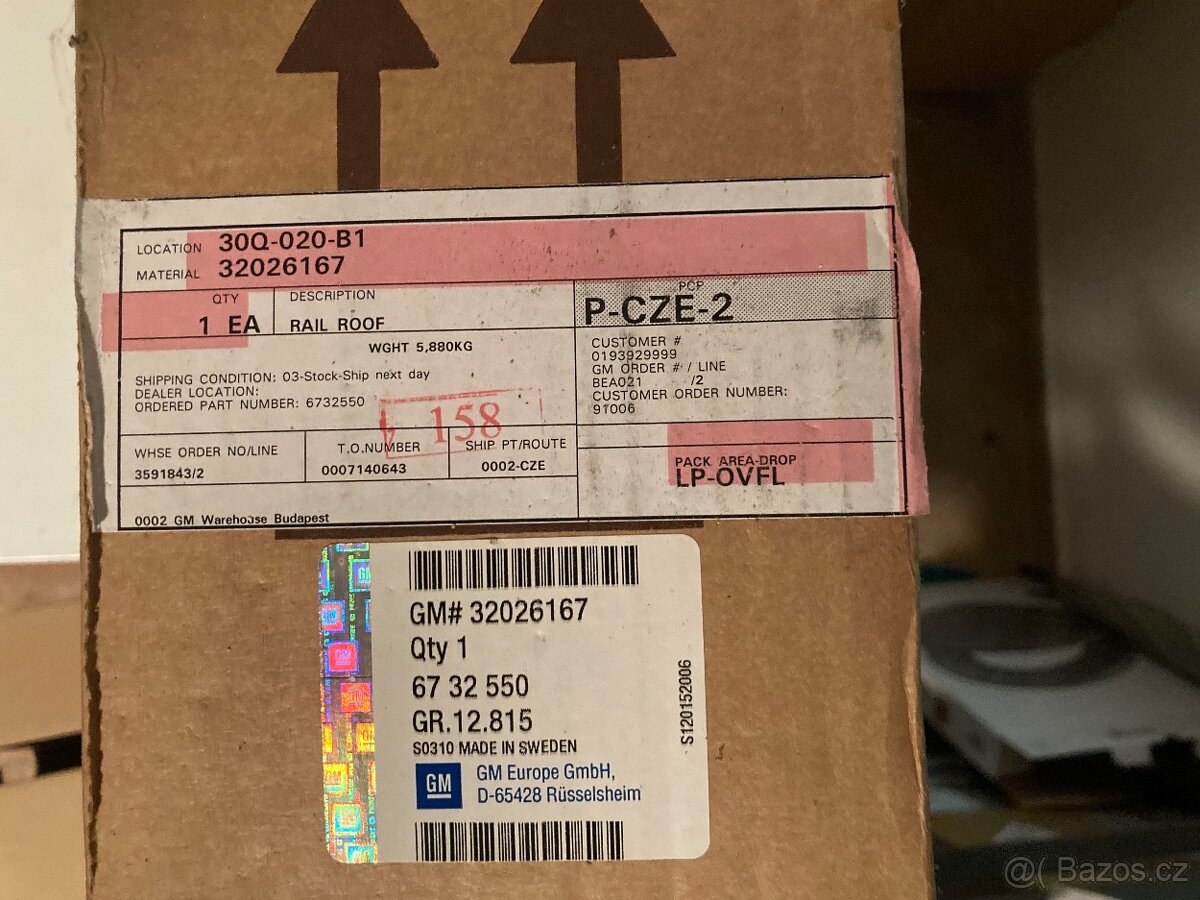 LOCATION 30Q-020-B1
MATERIAL 32026167
QTY
1 EA
DESCRIPTION
RAIL ROOF
PCP
P-CZE-2
WGHT 5,880KG
SHIPPING CONDITION: 03-Stock-Ship next day
DEALER LOCATION:
ORDERED PART NUMBER: 6732550
CUSTOMER #
0193929999
GM ORDER # / LINE
BEA021 /2
CUSTOMER ORDER NUMBER:
91006
158
WHSE ORDER NO/LINE
3591843/2
T.O.NUMBER
0007140643
SHIP PT/ROUTE
0002-CZE
PACK AREA-DROP
LP-OVFL
0002 GM Warehouse Budapest
GM# 32026167
Qty 1
67 32 550
GR.12.815
S0310 MADE IN SWEDEN
GM
GM Europe GmbH,
D-65428 Rüsselsheim
S120152006
@( Bazos.cz